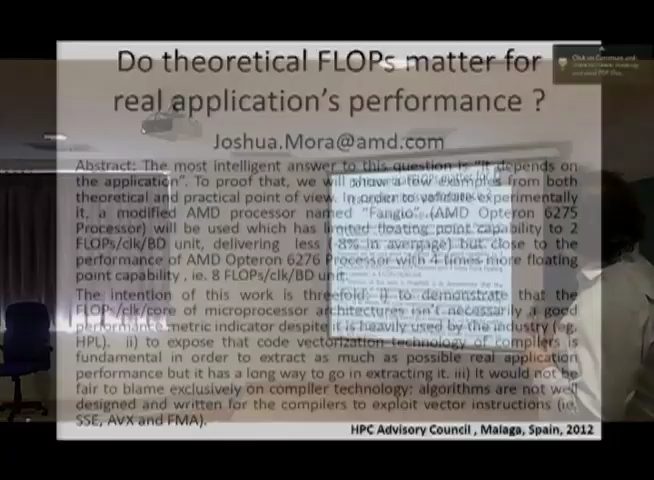 Do theoretical FLOPs matter for
real application's performance ?
Joshua.Mora@amd.com
Abstract: The most intelligent answer to this question is "it depends on
the application". To proof that, we will show a few examples from both
theoretical and practical point of view. In order to validate experimentally
it, a modified AMD processor named "Fangio" (AMD Opteron 6275
Processor) will be used which has limited floating point capability to 2
FLOPs/clk/BD unit, delivering less (-8% in average) but close to the
performance of AMD Opteron 6276 Processor with 4 times more floating
point capability , ie. 8 FLOPs/clk/BD unit.
The intention of this work is threefold: i) to demonstrate that the
FLOPs/clk/core of microprocessor architectures isn't necessarily a good
performance metric indicator despite it is heavily used by the industry (eg.
HPL). ii) to expose that code vectorization technology of compilers is
fundamental in order to extract as much as possible real application
performance but it has a long way to go in extracting it. iii) It would not be
fair to blame exclusively on compiler technology: algorithms are not well
designed and written for the compilers to exploit vector instructions (ie.
SSE, AVX and FMA).
HPC Advisory Council , Malaga, Spain, 2012